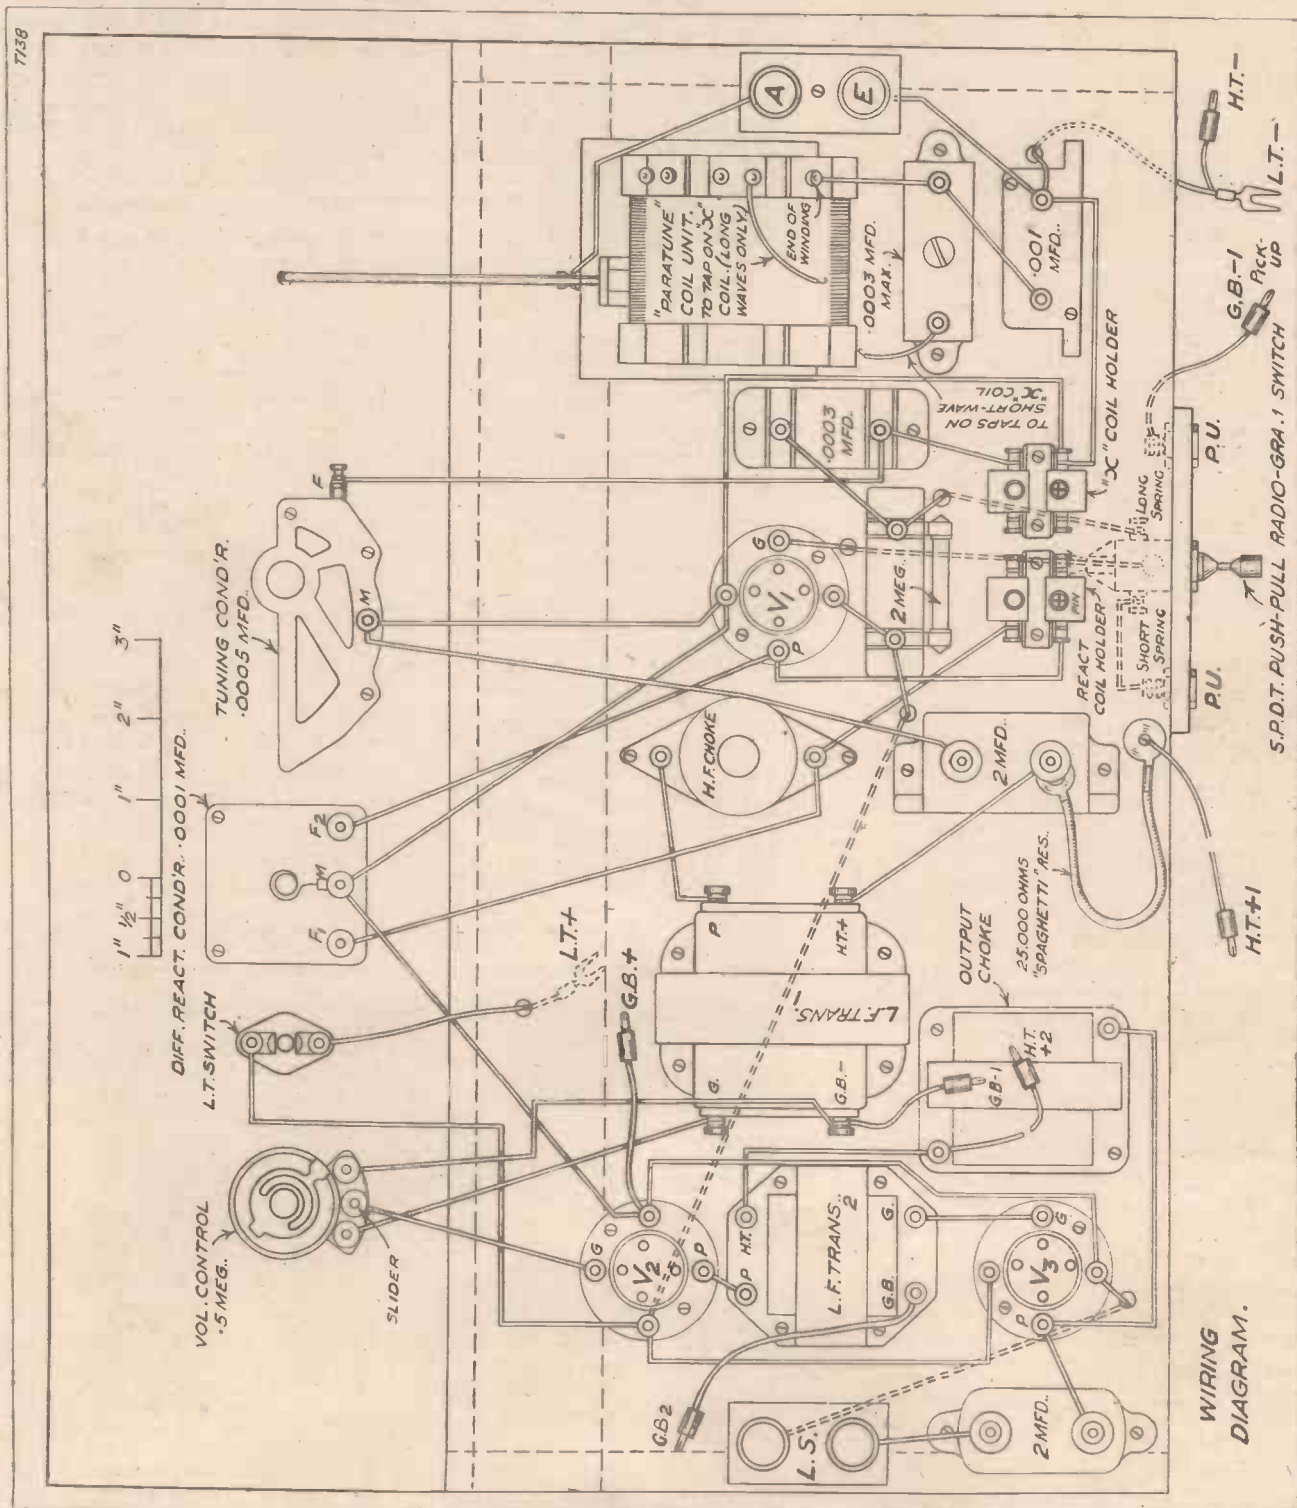 T138
1" ½" 0 1" 2" 3"
VOL. CONTROL
.5 MEG..
SLIDER
L.T. SWITCH
DIFF. REACT. COND'R. .0001 MFD..
F1
M
F2
TUNING COND'R.
.0005 MFD..
M
F
L.T.+
G.B.+
"PARATUNE"
COIL UNIT.
TO TAP ON "X"
COIL. (LONG
WAVES ONLY)
END OF
WINDING
A
E
G
V2
P
G.
P
L.F. TRANS.
1
G.B.-
H.T.+
H.F. CHOKE
V1
G
P
.0003
MFD..
.0003 MFD.
MAX.
TO TAPS ON
SHORT-WAVE
"X" COIL
.001
MFD..
2 MEG..
G.B.2
P
H.T.
L.F. TRANS..
2
G.B.
G.
2 MFD..
"X" COIL HOLDER
PIN
REACT
COIL HOLDER
OUTPUT
CHOKE
25,000 OHMS
"SPAGHETTI" RES..
G.B-1
H.T.
+2
L.S.
2 MFD..
V3
G
P
SHORT
SPRING
LONG
SPRING
P.U.
P.U.
H.T.+1
G.B.-1
PICK-
UP
H.T.-
L.T.-
S.P.D.T. PUSH-PULL RADIO-GRA.1 SWITCH
WIRING
DIAGRAM.